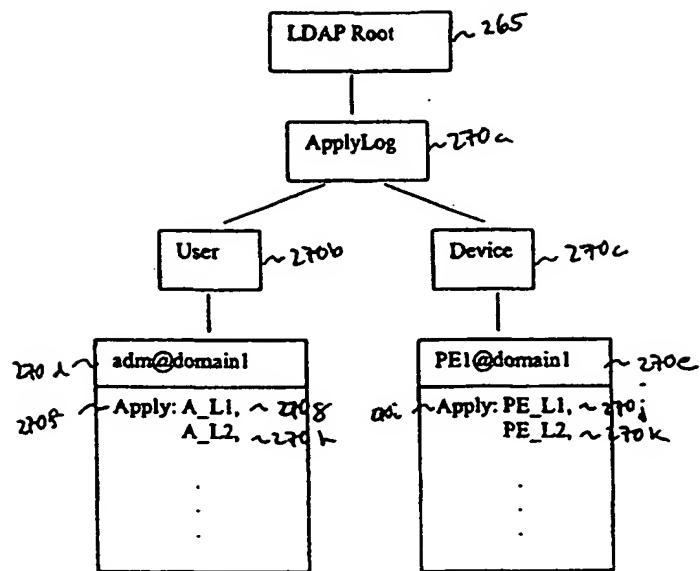 LDAP Root ~ 265
ApplyLog ~ 270a
User ~ 270b
Device ~ 270c
270d ~ adm@domain1
PE1@domain1 ~ 270e
270f ~ Apply: A_L1, ~ 270g
A_L2, ~ 270h
270i ~ Apply: PE_L1, ~ 270j
PE_L2, ~ 270k